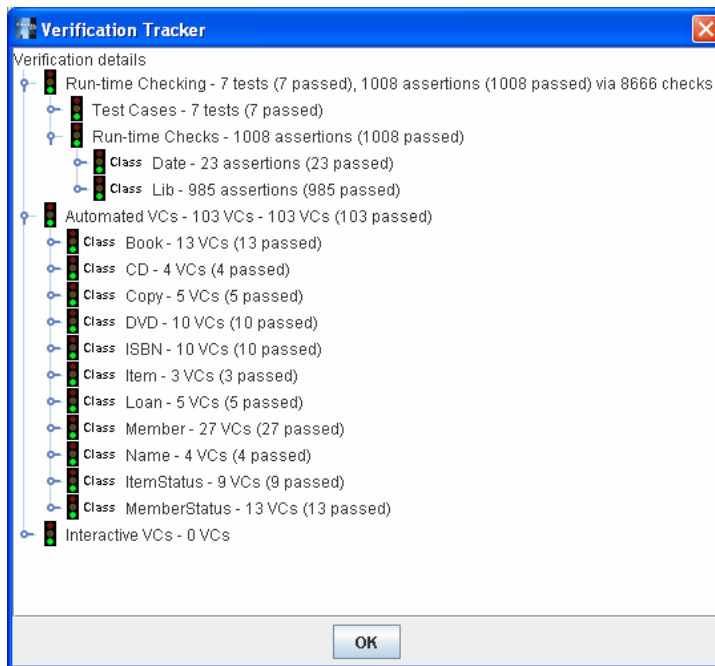 Verification Tracker
Verification details
Run-time Checking - 7 tests (7 passed), 1008 assertions (1008 passed) via 8666 checks
Test Cases - 7 tests (7 passed)
Run-time Checks - 1008 assertions (1008 passed)
Class Date - 23 assertions (23 passed)
Class Lib - 985 assertions (985 passed)
Automated VCs - 103 VCs - 103 VCs (103 passed)
Class Book - 13 VCs (13 passed)
Class CD - 4 VCs (4 passed)
Class Copy - 5 VCs (5 passed)
Class DVD - 10 VCs (10 passed)
Class ISBN - 10 VCs (10 passed)
Class Item - 3 VCs (3 passed)
Class Loan - 5 VCs (5 passed)
Class Member - 27 VCs (27 passed)
Class Name - 4 VCs (4 passed)
Class ItemStatus - 9 VCs (9 passed)
Class MemberStatus - 13 VCs (13 passed)
Interactive VCs - 0 VCs
OK